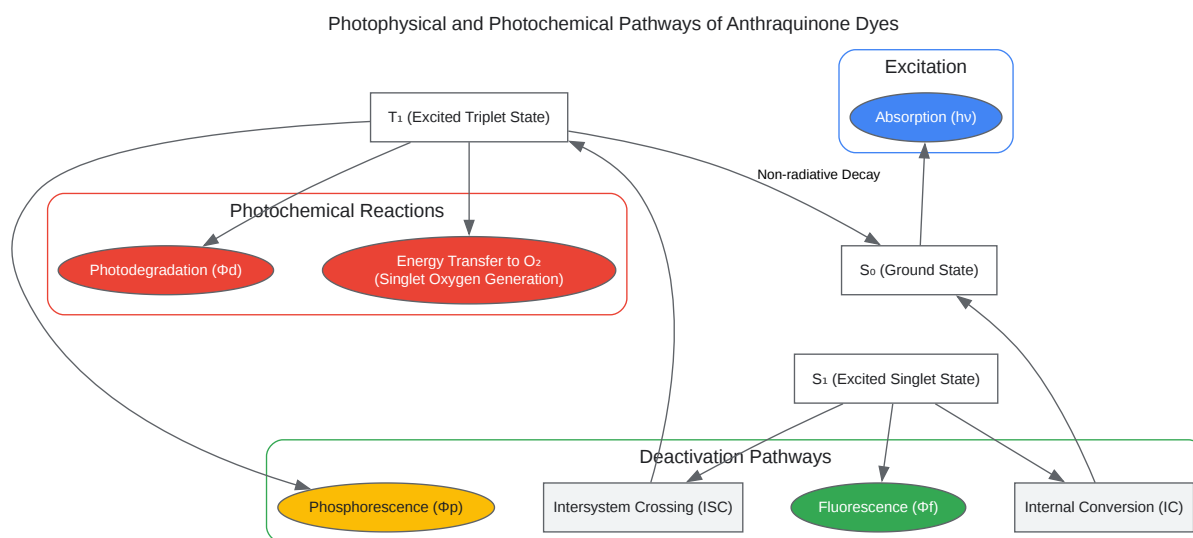 Photophysical and Photochemical Pathways of Anthraquinone Dyes
Excitation
Absorption (hν)
T₁ (Excited Triplet State)
Non-radiative Decay
Photochemical Reactions
Photodegradation (Φd)
Energy Transfer to O₂
(Singlet Oxygen Generation)
S₀ (Ground State)
S₁ (Excited Singlet State)
Deactivation Pathways
Phosphorescence (Φp)
Intersystem Crossing (ISC)
Fluorescence (Φf)
Internal Conversion (IC)